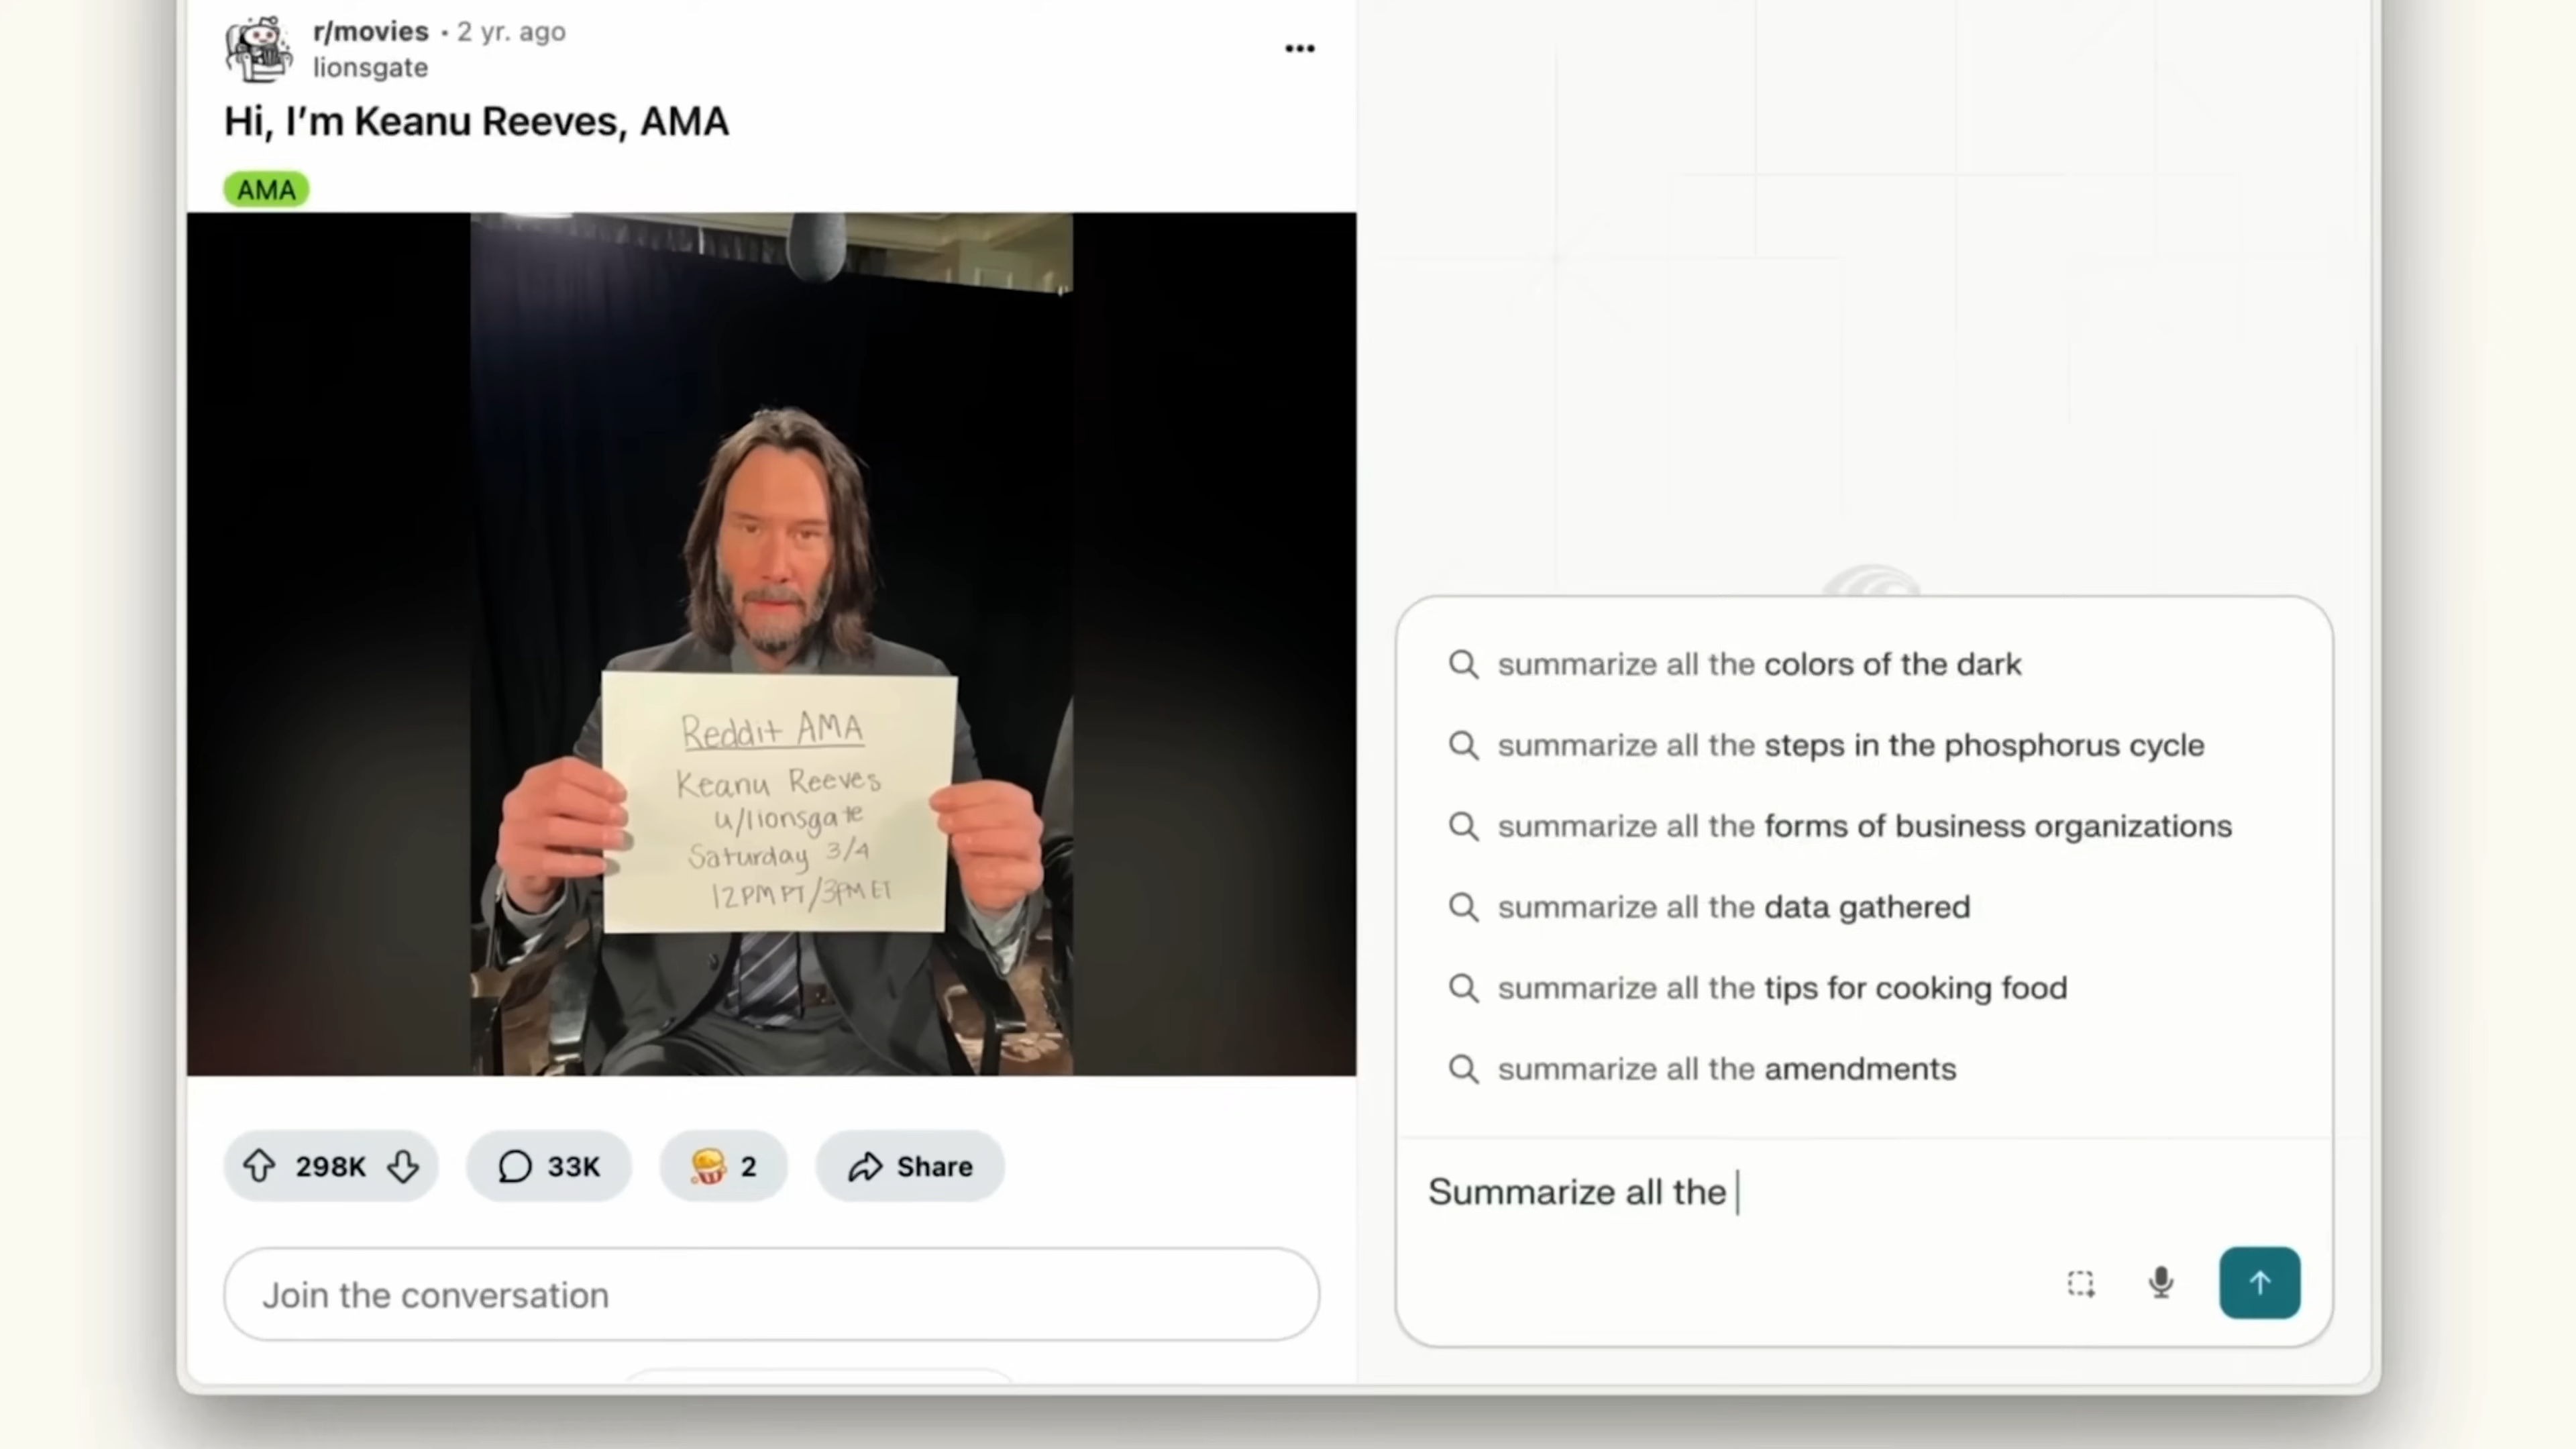 r/movies • 2 yr. ago
lionsgate
Hi, I’m Keanu Reeves, AMA
AMA
Reddit AMA
Keanu Reeves
u/lionsgate
Saturday 3/4
12PM PT/3PM ET
298K
33K
2
Share
Join the conversation
summarize all the colors of the dark
summarize all the steps in the phosphorus cycle
summarize all the forms of business organizations
summarize all the data gathered
summarize all the tips for cooking food
summarize all the amendments
Summarize all the